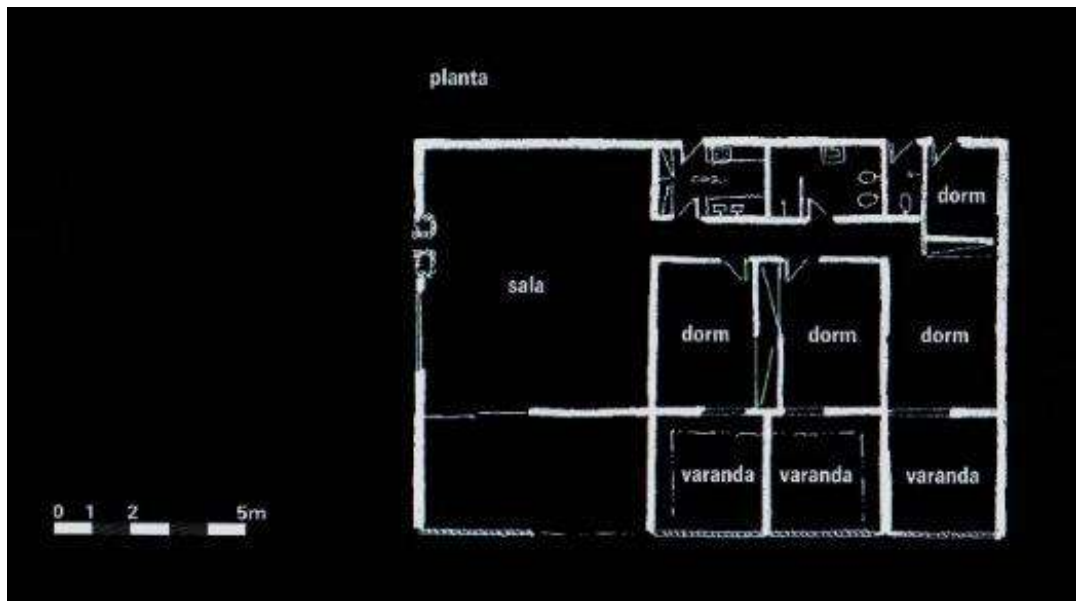 planta
dorm
sala
dorm dorm dorm
varanda varanda varanda
0 1 2 5m